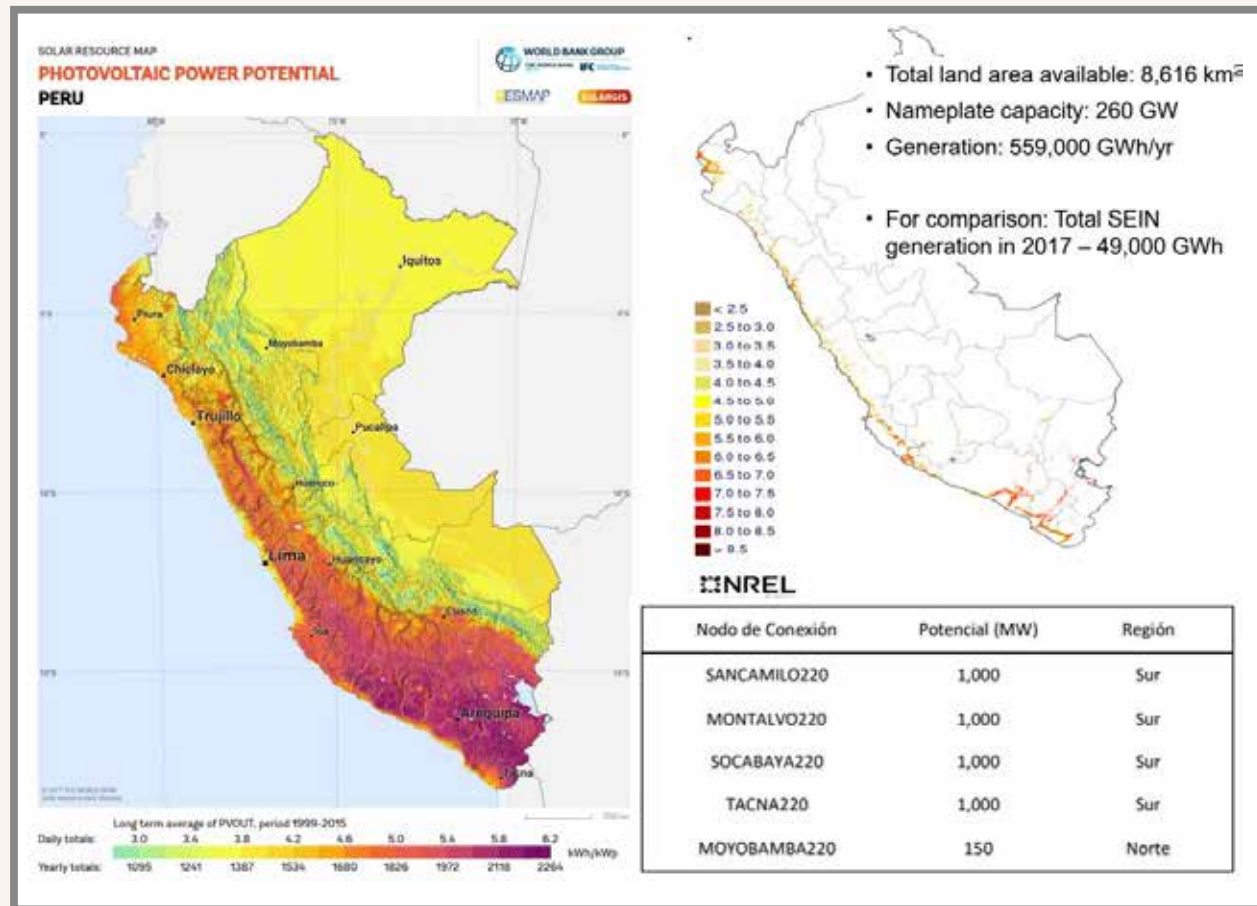 SOLAR RESOURCE MAP
PHOTOVOLTAIC POWER POTENTIAL
PERU
WORLD BANK GROUP
IFC
ESMAP
SOLARGIS
Iquitos
Piura
Moyobamba
Chiclayo
Trujillo
Pucallpa
Huánuco
Lima
Huancayo
Cusco
Ica
Arequipa
Tacna
Long term average of PVOUT, period 1999-2015
Daily totals: 3.0 3.4 3.8 4.2 4.6 5.0 5.4 5.8 6.2
kWh/kWp
Yearly totals: 1095 1241 1387 1534 1680 1826 1972 2118 2264
• Total land area available: 8,616 km²
• Nameplate capacity: 260 GW
• Generation: 559,000 GWh/yr
• For comparison: Total SEIN
generation in 2017 – 49,000 GWh
< 2.5
2.5 to 3.0
3.0 to 3.5
3.5 to 4.0
4.0 to 4.5
4.5 to 5.0
5.0 to 5.5
5.5 to 6.0
6.0 to 6.5
6.5 to 7.0
7.0 to 7.5
7.5 to 8.0
8.0 to 8.5
> 8.5
NREL
Nodo de Conexión Potencial (MW) Región
SANCAMILO220 1,000 Sur
MONTALVO220 1,000 Sur
SOCABAYA220 1,000 Sur
TACNA220 1,000 Sur
MOYOBAMBA220 150 Norte